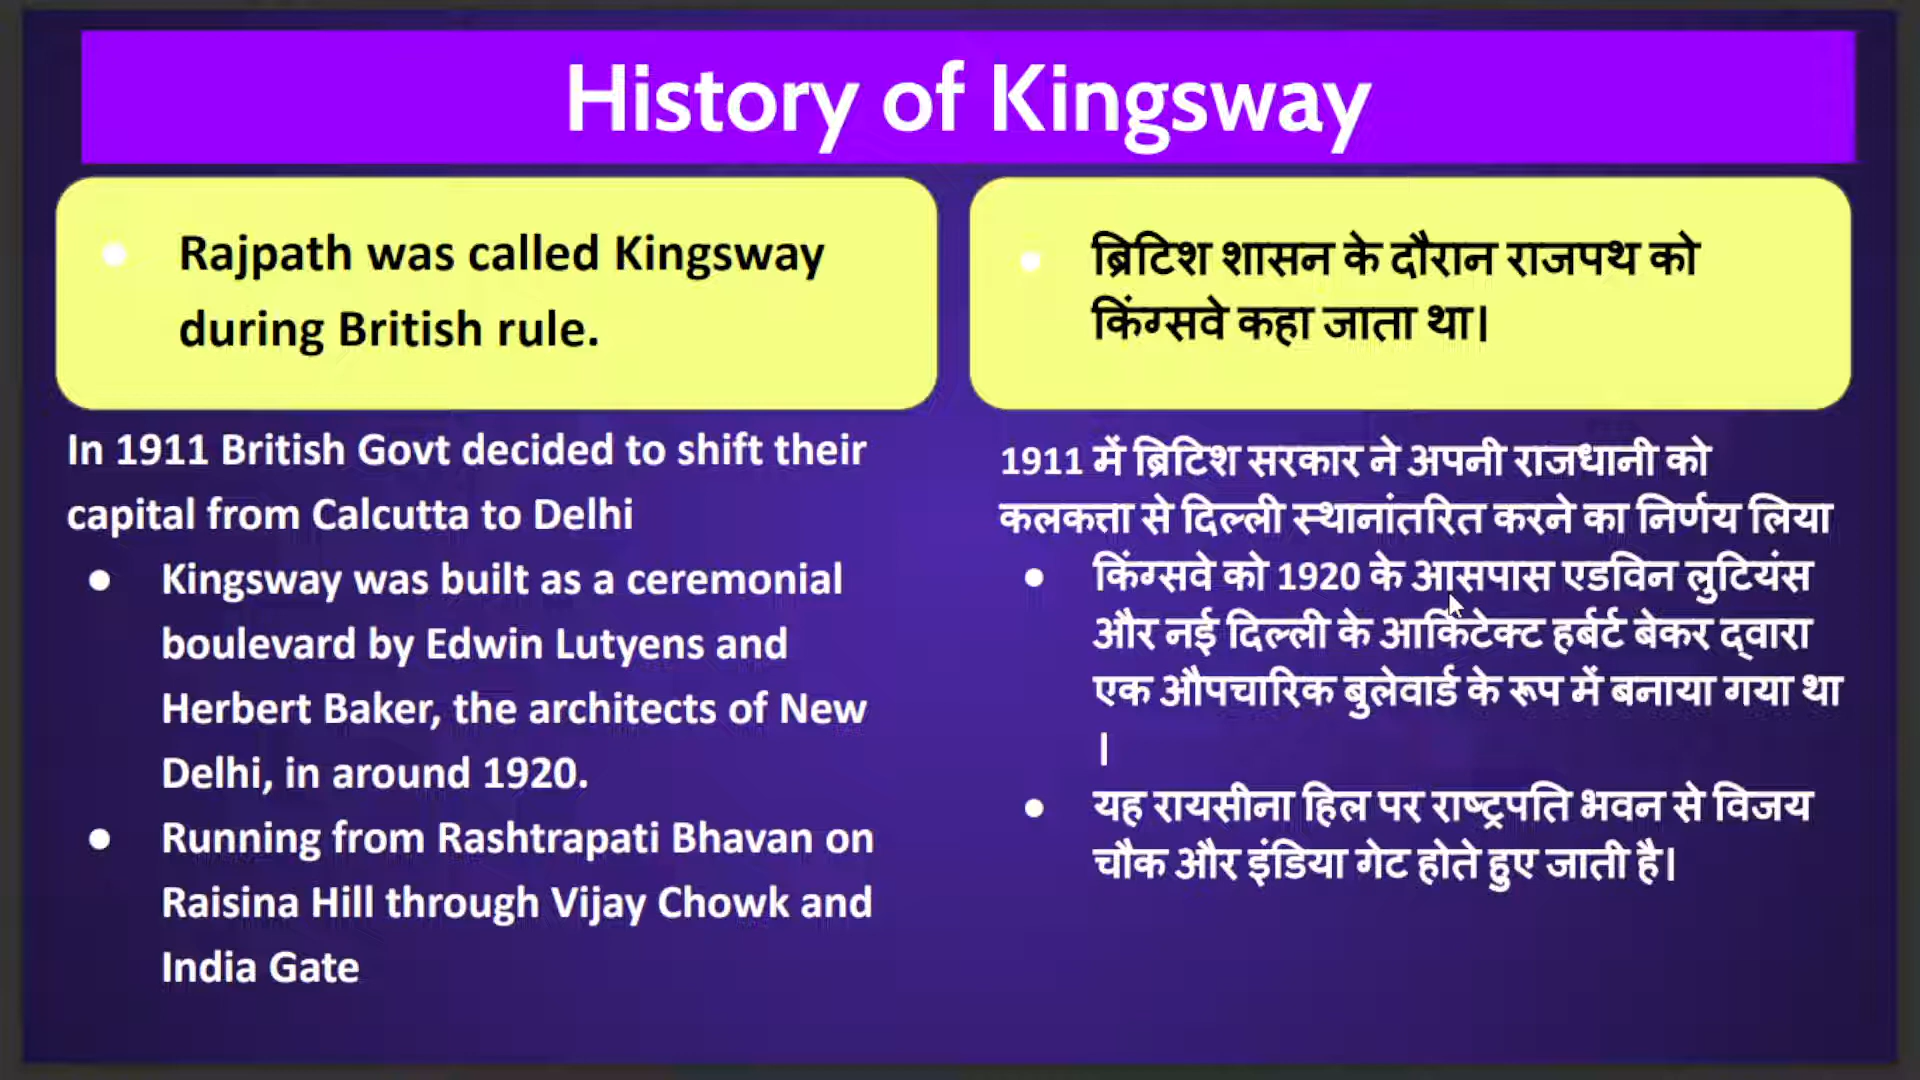 History of Kingsway
● Rajpath was called Kingsway
during British rule.
In 1911 British Govt decided to shift their
capital from Calcutta to Delhi
● Kingsway was built as a ceremonial
boulevard by Edwin Lutyens and
Herbert Baker, the architects of New
Delhi, in around 1920.
● Running from Rashtrapati Bhavan on
Raisina Hill through Vijay Chowk and
India Gate
● ब्रिटिश शासन के दौरान राजपथ को
किंग्सवे कहा जाता था।
1911 में ब्रिटिश सरकार ने अपनी राजधानी को
कलकत्ता से दिल्ली स्थानांतरित करने का निर्णय लिया
● किंग्सवे को 1920 के आसपास एडविन लुटियंस
और नई दिल्ली के आर्किटेक्ट हर्बर्ट बेकर द्वारा
एक औपचारिक बुलेवार्ड के रूप में बनाया गया था
।
● यह रायसीना हिल पर राष्ट्रपति भवन से विजय
चौक और इंडिया गेट होते हुए जाती है।